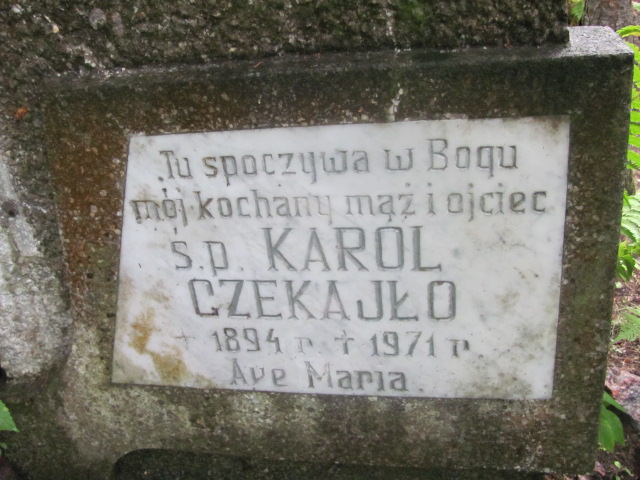 Tu spoczywa w Bogu
mój kochany mąż i ojciec
ś.p. KAROL
CZEKAJŁO
* 1894 r. † 1971 r.
Ave Maria